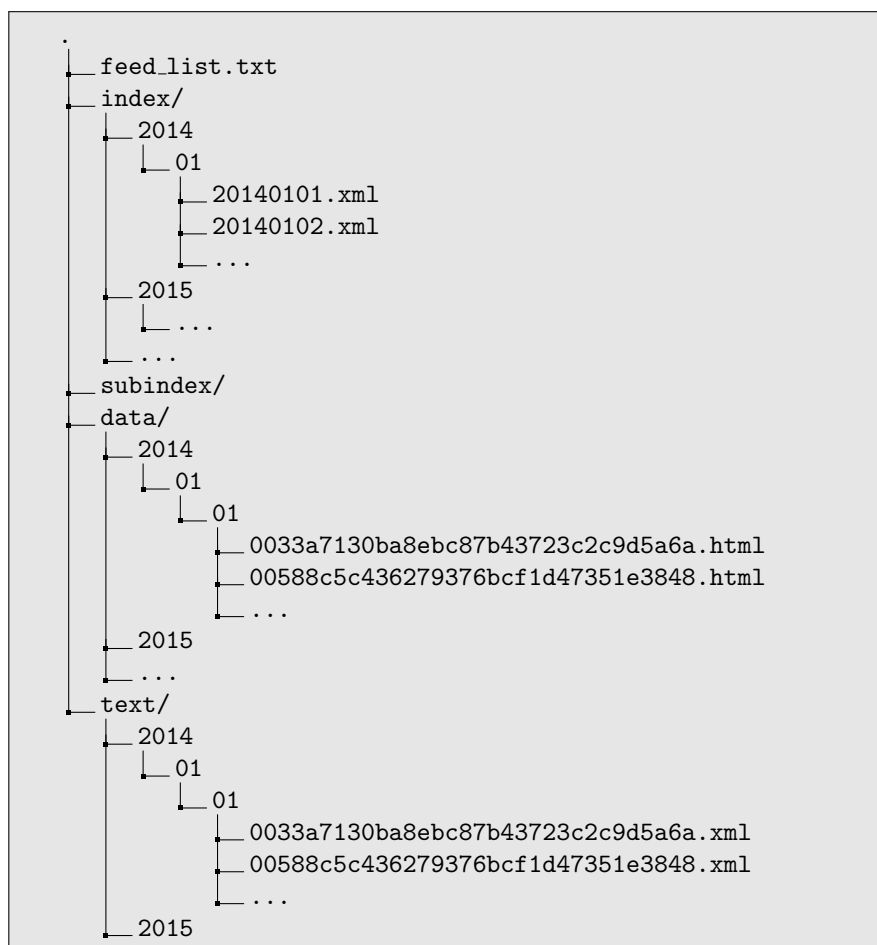 .
feed_list.txt
index/
2014
01
20140101.xml
20140102.xml
...
2015
...
...
subindex/
data/
2014
01
01
0033a7130ba8ebc87b43723c2c9d5a6a.html
00588c5c436279376bcf1d47351e3848.html
...
2015
...
text/
2014
01
01
0033a7130ba8ebc87b43723c2c9d5a6a.xml
00588c5c436279376bcf1d47351e3848.xml
...
2015